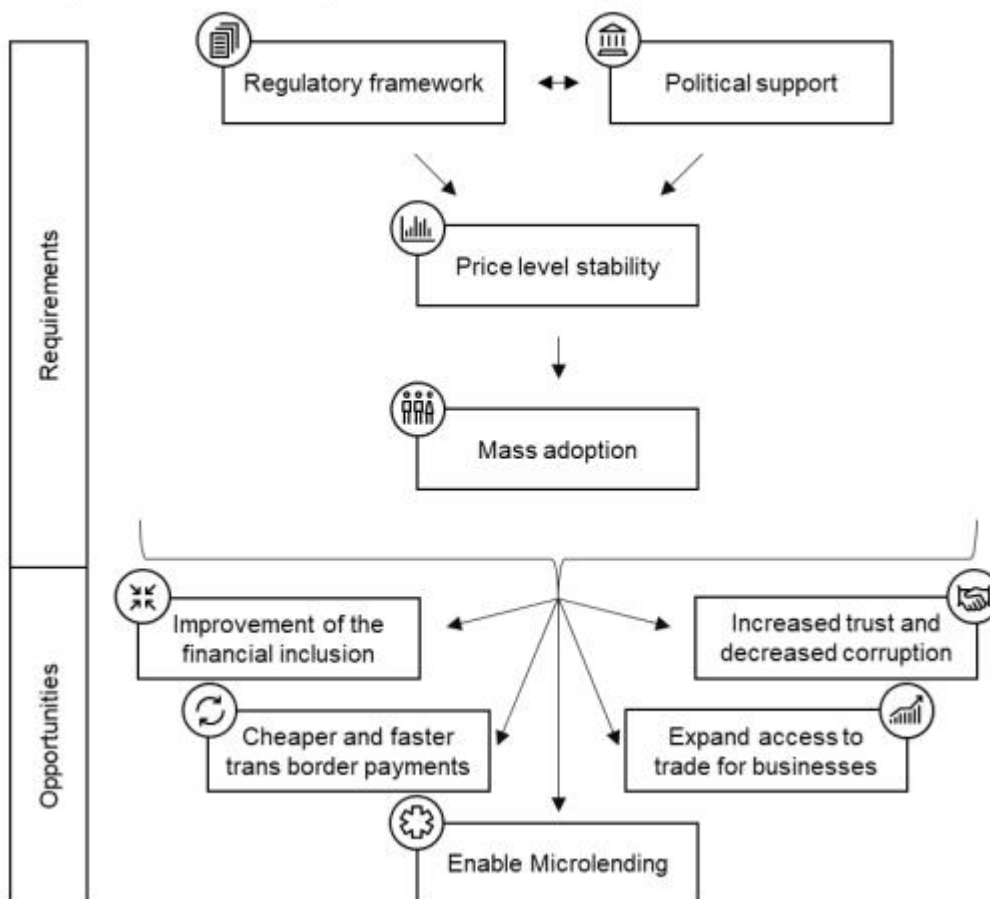 Regulatory framework
Political support
Requirements
Price level stability
Mass adoption
Opportunities
Improvement of the
financial inclusion
Increased trust and
decreased corruption
Cheaper and faster
trans border payments
Expand access to
trade for businesses
Enable Microlending